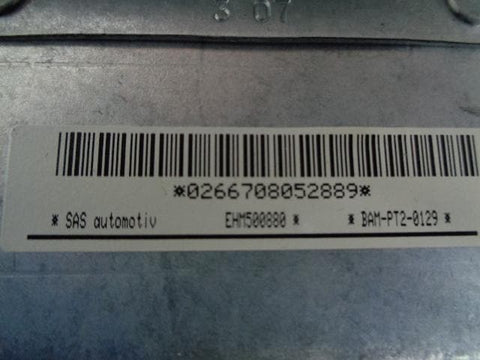 3 07
*0266708052889*
* SAS automotiv EHM500880 * * BAM-PT2-0129 *